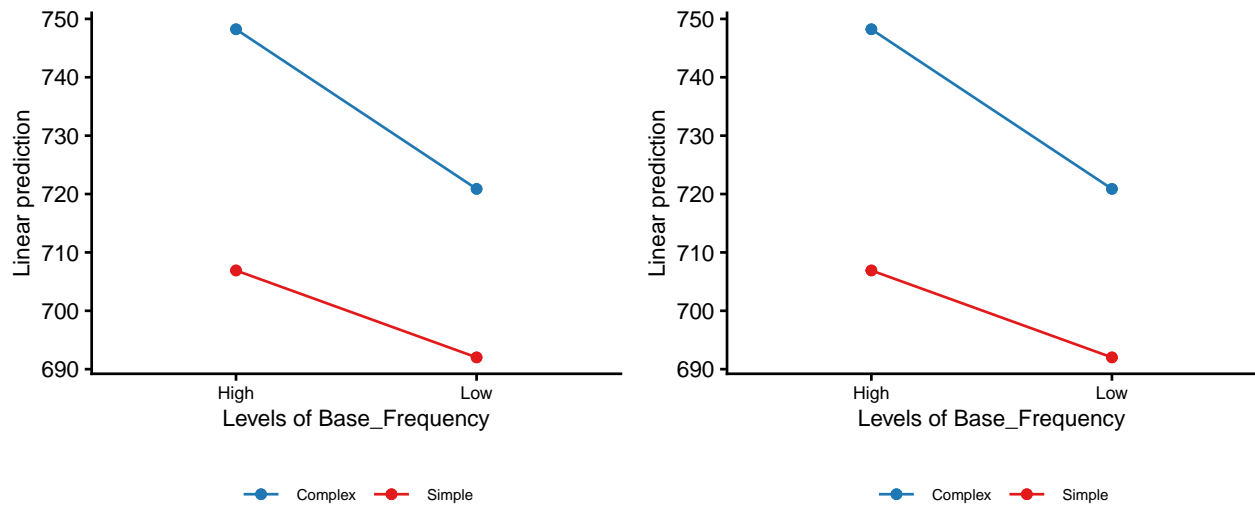 750
740
730
720
710
700
690
Linear prediction
High Low
Levels of Base_Frequency
Complex Simple
750
740
730
720
710
700
690
Linear prediction
High Low
Levels of Base_Frequency
Complex Simple